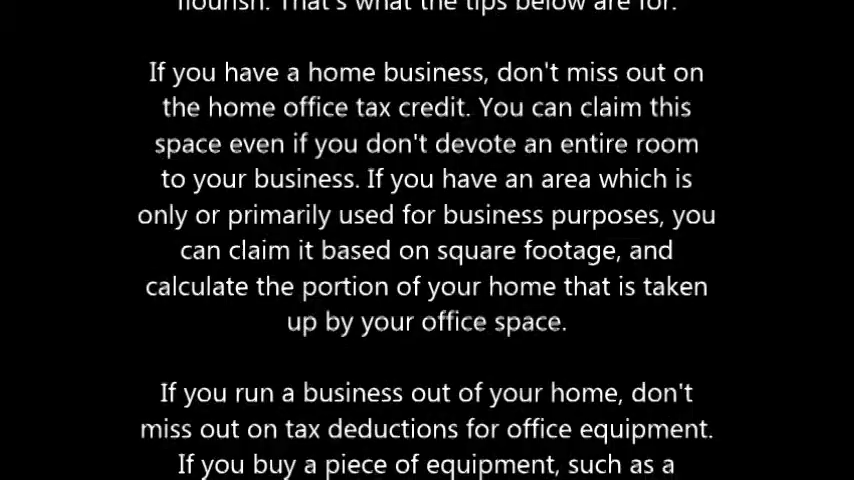 flourish. That's what the tips below are for.
If you have a home business, don't miss out on
the home office tax credit. You can claim this
space even if you don't devote an entire room
to your business. If you have an area which is
only or primarily used for business purposes, you
can claim it based on square footage, and
calculate the portion of your home that is taken
up by your office space.
If you run a business out of your home, don't
miss out on tax deductions for office equipment.
If you buy a piece of equipment, such as a